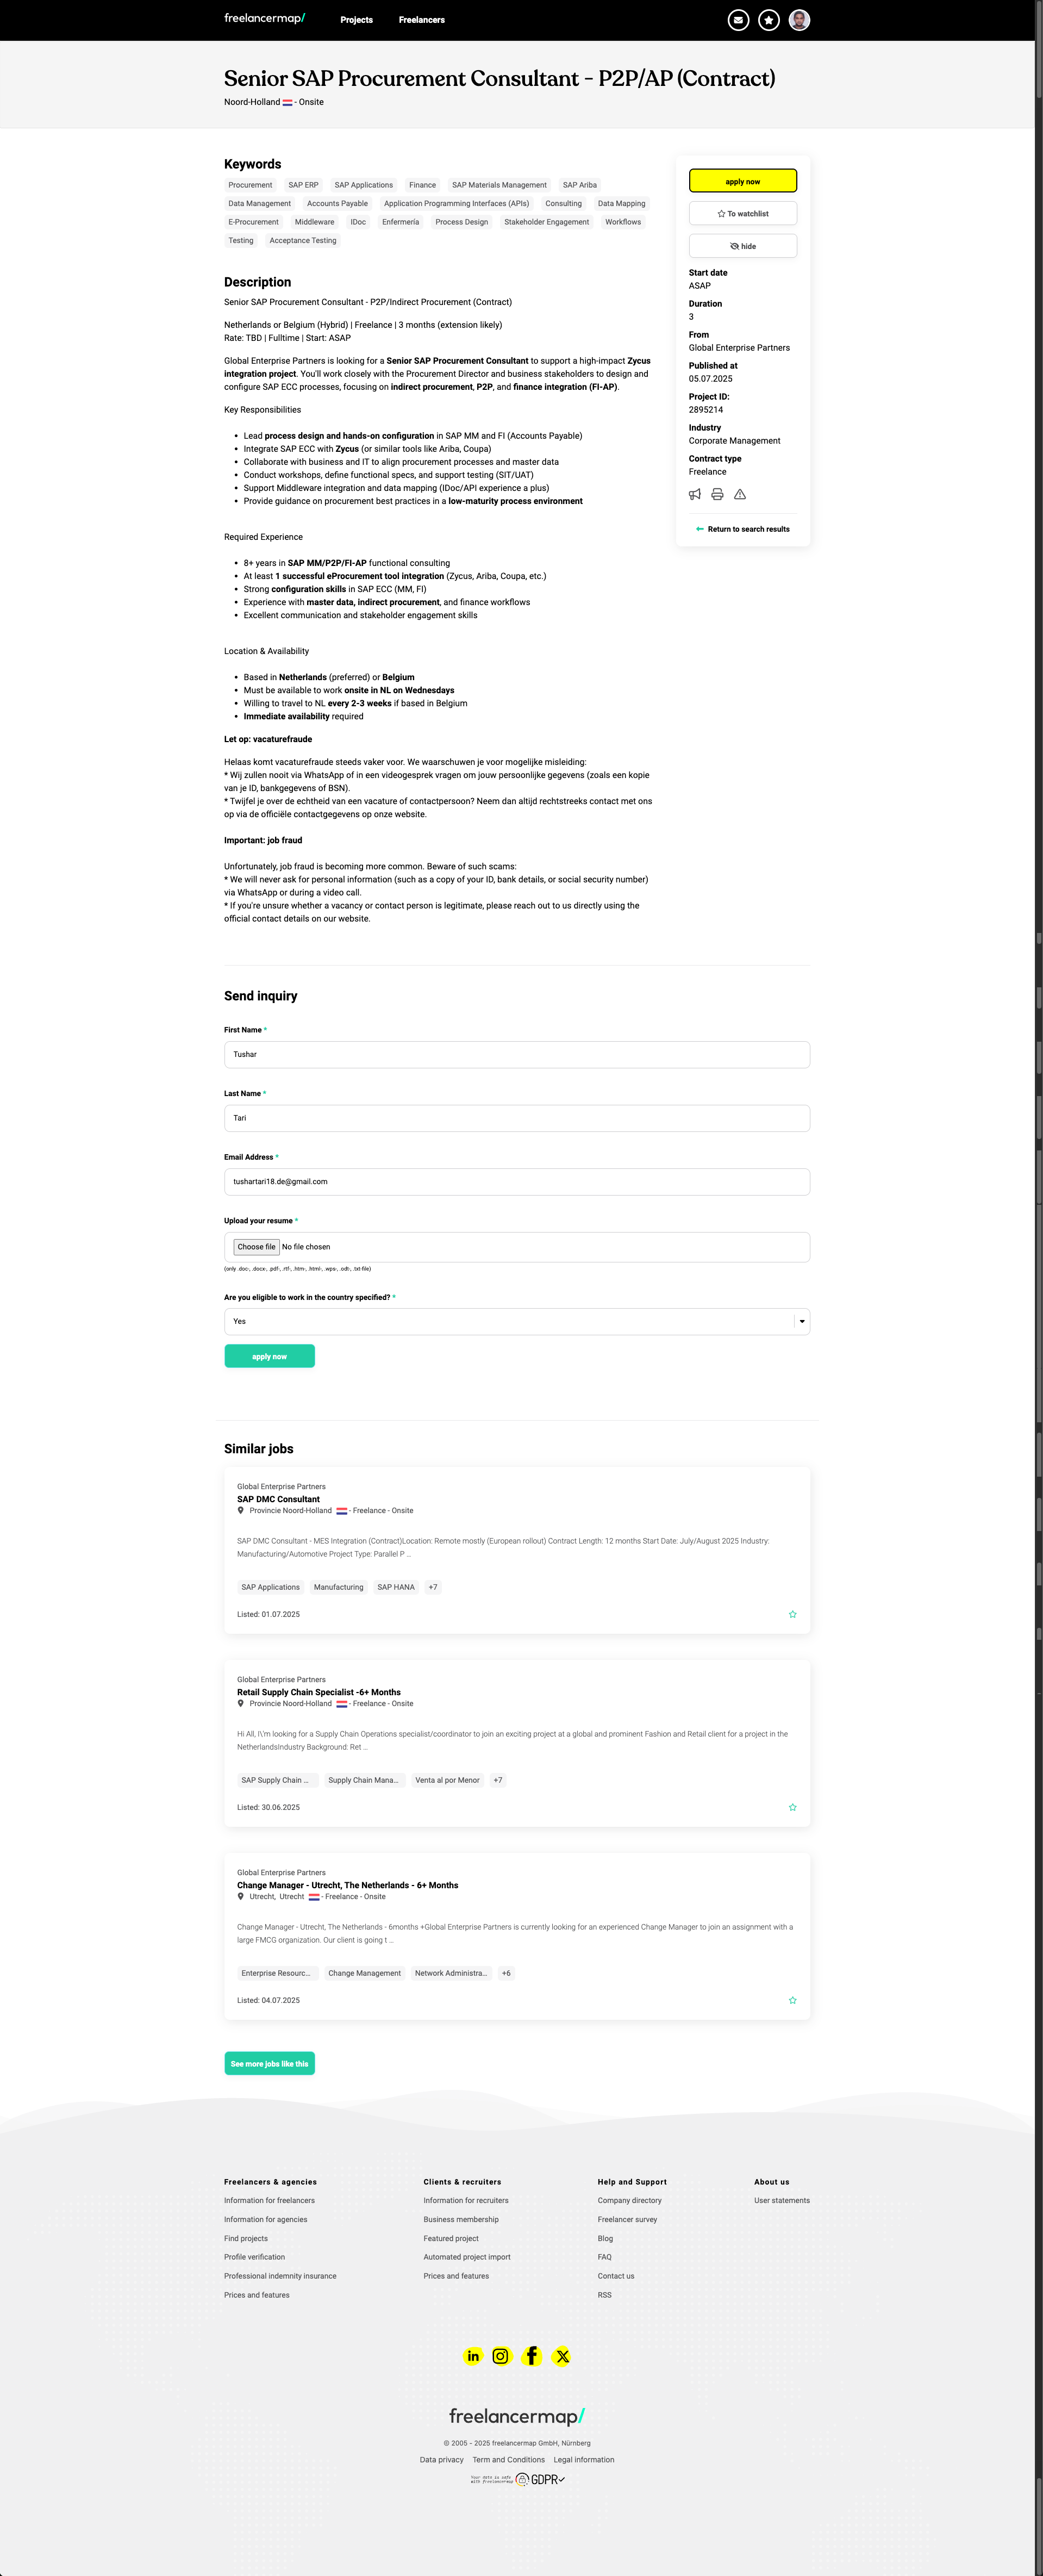 freelancermap/
Projects
Freelancers
Senior SAP Procurement Consultant - P2P/AP (Contract)
Noord-Holland - Onsite
Keywords
Procurement SAP ERP SAP Applications Finance SAP Materials Management SAP Ariba
Data Management Accounts Payable Application Programming Interfaces (APIs) Consulting Data Mapping
E-Procurement Middleware IDoc Enfermería Process Design Stakeholder Engagement Workflows
Testing Acceptance Testing
Description
Senior SAP Procurement Consultant - P2P/Indirect Procurement (Contract)
Netherlands or Belgium (Hybrid) | Freelance | 3 months (extension likely)
Rate: TBD | Fulltime | Start: ASAP
Global Enterprise Partners is looking for a Senior SAP Procurement Consultant to support a high-impact Zycus
integration project. You'll work closely with the Procurement Director and business stakeholders to design and
configure SAP ECC processes, focusing on indirect procurement, P2P, and finance integration (FI-AP).
Key Responsibilities
• Lead process design and hands-on configuration in SAP MM and FI (Accounts Payable)
• Integrate SAP ECC with Zycus (or similar tools like Ariba, Coupa)
• Collaborate with business and IT to align procurement processes and master data
• Conduct workshops, define functional specs, and support testing (SIT/UAT)
• Support Middleware integration and data mapping (IDoc/API experience a plus)
• Provide guidance on procurement best practices in a low-maturity process environment
Required Experience
• 8+ years in SAP MM/P2P/FI-AP functional consulting
• At least 1 successful eProcurement tool integration (Zycus, Ariba, Coupa, etc.)
• Strong configuration skills in SAP ECC (MM, FI)
• Experience with master data, indirect procurement, and finance workflows
• Excellent communication and stakeholder engagement skills
Location & Availability
• Based in Netherlands (preferred) or Belgium
• Must be available to work onsite in NL on Wednesdays
• Willing to travel to NL every 2-3 weeks if based in Belgium
• Immediate availability required
Let op: vacaturefraude
Helaas komt vacaturefraude steeds vaker voor. We waarschuwen je voor mogelijke misleiding:
* Wij zullen nooit via WhatsApp of in een videogesprek vragen om jouw persoonlijke gegevens (zoals een kopie
van je ID, bankgegevens of BSN).
* Twijfel je over de echtheid van een vacature of contactpersoon? Neem dan altijd rechtstreeks contact met ons
op via de officiële contactgegevens op onze website.
Important: job fraud
Unfortunately, job fraud is becoming more common. Beware of such scams:
* We will never ask for personal information (such as a copy of your ID, bank details, or social security number)
via WhatsApp or during a video call.
* If you're unsure whether a vacancy or contact person is legitimate, please reach out to us directly using the
official contact details on our website.
apply now
To watchlist
hide
Start date
ASAP
Duration
3
From
Global Enterprise Partners
Published at
05.07.2025
Project ID:
2895214
Industry
Corporate Management
Contract type
Freelance
Return to search results
Send inquiry
First Name *
Tushar
Last Name *
Tari
Email Address *
tushartari18.de@gmail.com
Upload your resume *
Choose file No file chosen
(only .doc-, .docx-, .pdf-, .rtf-, .htm-, .html-, .wps-, .odt-, .txt-file)
Are you eligible to work in the country specified? *
Yes
apply now
Similar jobs
Global Enterprise Partners
SAP DMC Consultant
Provincie Noord-Holland - Freelance - Onsite
SAP DMC Consultant - MES Integration (Contract)Location: Remote mostly (European rollout) Contract Length: 12 months Start Date: July/August 2025 Industry:
Manufacturing/Automotive Project Type: Parallel P ...
SAP Applications Manufacturing SAP HANA +7
Listed: 01.07.2025
Global Enterprise Partners
Retail Supply Chain Specialist -6+ Months
Provincie Noord-Holland - Freelance - Onsite
Hi All, I\'m looking for a Supply Chain Operations specialist/coordinator to join an exciting project at a global and prominent Fashion and Retail client for a project in the
NetherlandsIndustry Background: Ret ...
SAP Supply Chain ... Supply Chain Mana... Venta al por Menor +7
Listed: 30.06.2025
Global Enterprise Partners
Change Manager - Utrecht, The Netherlands - 6+ Months
Utrecht, Utrecht - Freelance - Onsite
Change Manager - Utrecht, The Netherlands - 6months +Global Enterprise Partners is currently looking for an experienced Change Manager to join an assignment with a
large FMCG organization. Our client is going t ...
Enterprise Resourc... Change Management Network Administra... +6
Listed: 04.07.2025
See more jobs like this
Freelancers & agencies
Information for freelancers
Information for agencies
Find projects
Profile verification
Professional indemnity insurance
Prices and features
Clients & recruiters
Information for recruiters
Business membership
Featured project
Automated project import
Prices and features
Help and Support
Company directory
Freelancer survey
Blog
FAQ
Contact us
RSS
About us
User statements
freelancermap/
© 2005 - 2025 freelancermap GmbH, Nürnberg
Data privacy Term and Conditions Legal information
Your data is safe
with freelancermap
GDPR